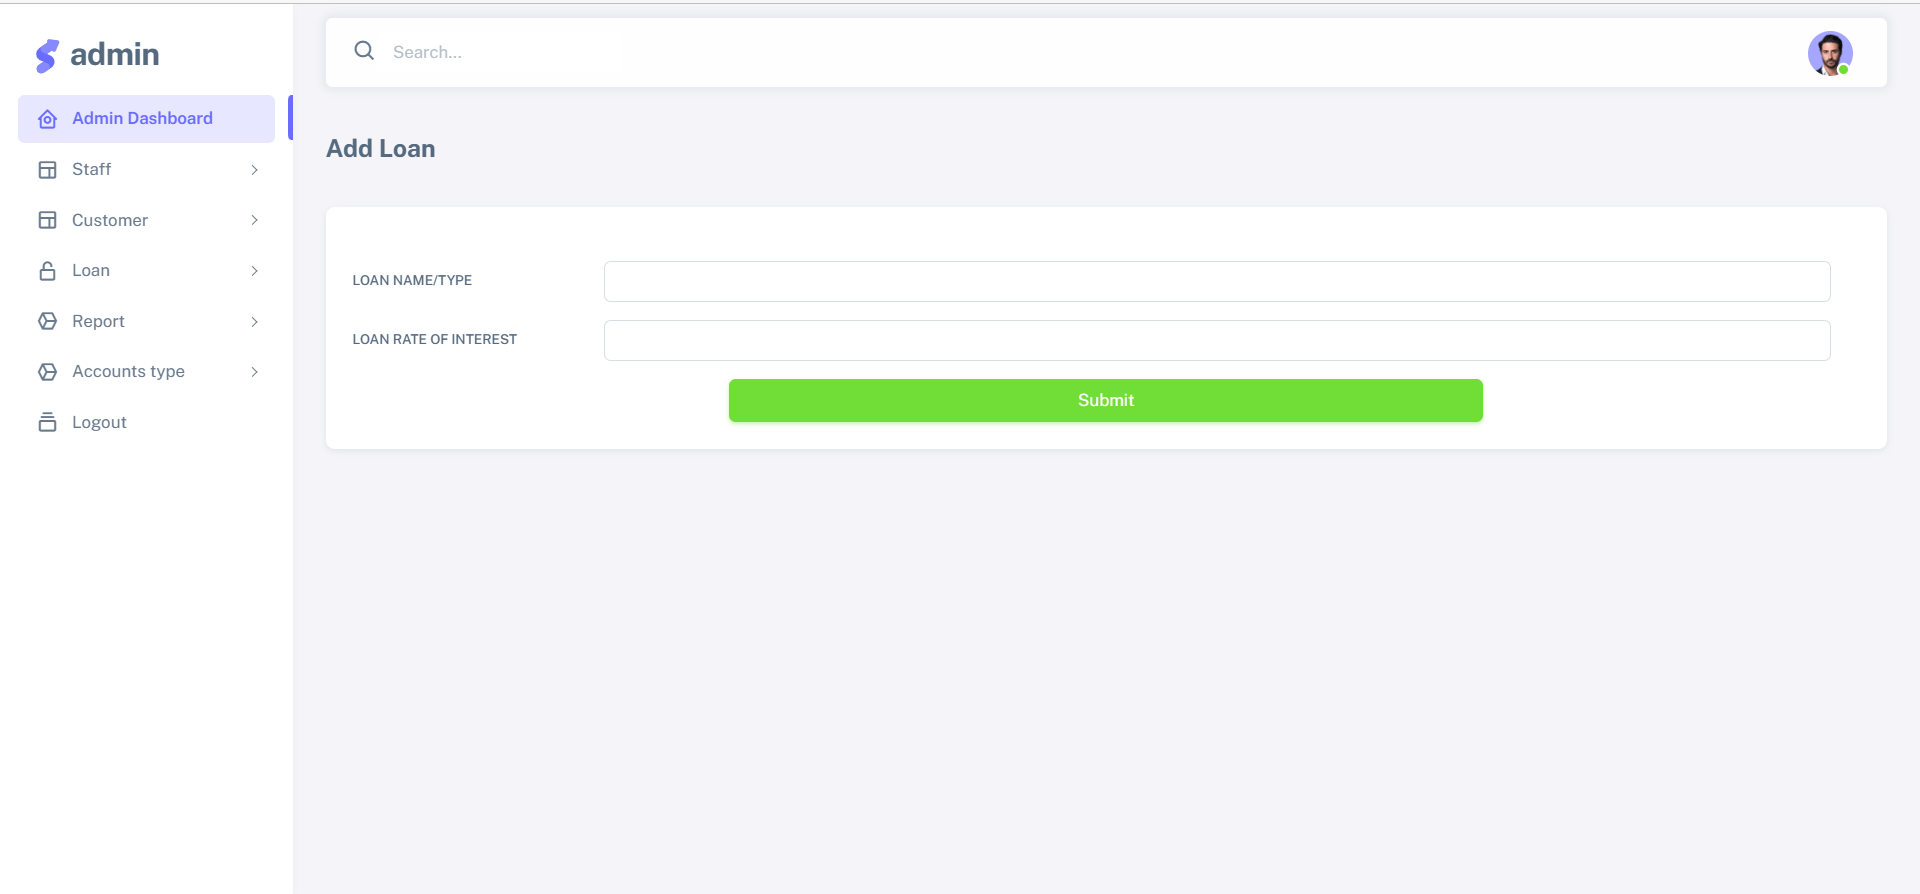 admin
Admin Dashboard
Staff
Customer
Loan
Report
Accounts type
Logout
Search...
Add Loan
LOAN NAME/TYPE
LOAN RATE OF INTEREST
Submit